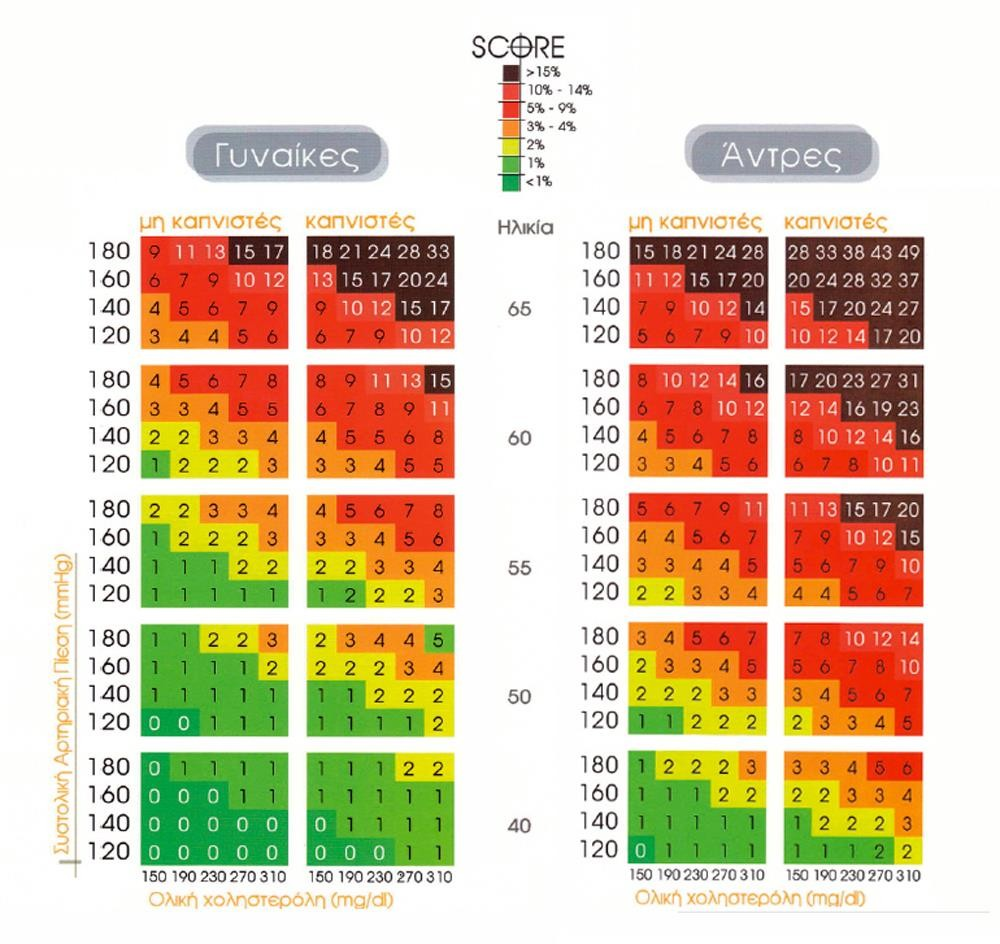 SCORE
>15%
10% - 14%
5% - 9%
3% - 4%
2%
1%
<1%
Γυναίκες
Άντρες
μη καπνιστές καπνιστές Ηλικία μη καπνιστές καπνιστές
180 9 11 13 15 17 18 21 24 28 33 180 15 18 21 24 28 28 33 38 43 49
160 6 7 9 10 12 13 15 17 20 24 160 11 12 15 17 20 20 24 28 32 37
140 4 5 6 7 9 9 10 12 15 17 65 140 7 9 10 12 14 15 17 20 24 27
120 3 4 4 5 6 6 7 9 10 12 120 5 6 7 9 10 10 12 14 17 20
180 4 5 6 7 8 8 9 11 13 15 180 8 10 12 14 16 17 20 23 27 31
160 3 3 4 5 5 6 7 8 9 11 160 6 7 8 10 12 12 14 16 19 23
140 2 2 3 3 4 4 5 5 6 8 60 140 4 5 6 7 8 8 10 12 14 16
120 1 2 2 2 3 3 3 4 5 5 120 3 3 4 5 6 6 7 8 10 11
180 2 2 3 3 4 4 5 6 7 8 180 5 6 7 9 11 11 13 15 17 20
160 1 2 2 2 3 3 3 4 5 6 160 4 4 5 6 7 7 9 10 12 15
140 1 1 1 2 2 2 2 3 3 4 55 140 3 3 4 4 5 5 6 7 9 10
120 1 1 1 1 1 1 2 2 2 3 120 2 2 3 3 4 4 4 5 6 7
180 1 1 2 2 3 2 3 4 4 5 180 3 4 5 6 7 7 8 10 12 14
160 1 1 1 1 2 2 2 2 3 4 160 2 3 3 4 5 5 6 7 8 10
140 1 1 1 1 1 1 1 2 2 2 50 140 2 2 2 3 3 3 4 5 6 7
120 0 0 1 1 1 1 1 1 1 2 120 1 1 2 2 2 2 3 3 4 5
180 0 1 1 1 1 1 1 1 2 2 180 1 2 2 2 3 3 3 4 5 6
160 0 0 0 1 1 1 1 1 1 1 160 1 1 1 2 2 2 2 3 3 4
140 0 0 0 0 0 0 1 1 1 1 40 140 1 1 1 1 1 1 2 2 2 3
120 0 0 0 0 0 0 0 0 1 1 120 0 1 1 1 1 1 1 1 2 2
150 190 230 270 310 150 190 230 270 310 150 190 230 270 310 150 190 230 270 310
Ολική χοληστερόλη (mg/dl) Ολική χοληστερόλη (mg/dl)
Συστολική Αρτηριακή Πίεση (mmHg)